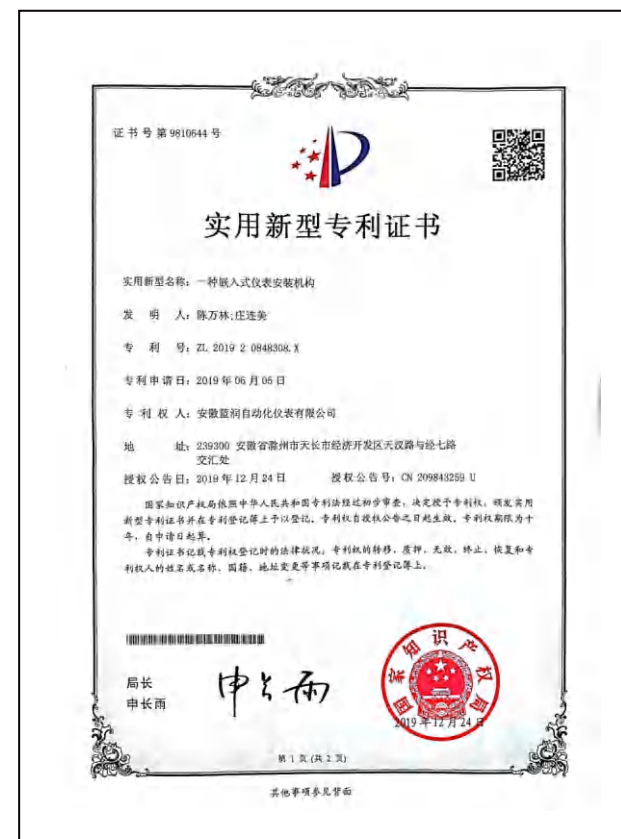 证书号第9810644号
实用新型专利证书
实用新型名称：一种嵌入式仪表安装机构
发 明 人：陈万林;庄连美
专 利 号：ZL 2019 2 0848308.X
专利申请日：2019年06月05日
专 利 权 人：安徽蓝润自动化仪表有限公司
地 址：239300 安徽省滁州市天长市经济开发区天汉路与经七路
交汇处
授权公告日：2019年12月24日 授权公告号：CN 209843259 U
国家知识产权局依照中华人民共和国专利法经过初步审查，决定授予专利权，颁发实用
新型专利证书并在专利登记簿上予以登记。专利权自授权公告之日起生效。专利权期限为十
年，自申请日起算。
专利证书记载专利权登记时的法律状况。专利权的转移、质押、无效、终止、恢复和专
利权人的姓名或名称、国籍、地址变更等事项记载在专利登记簿上。
局长
申长雨
申长雨
国家知识产权局
2019年12月24日
第 1 页 (共 2 页)
其他事项参见背面